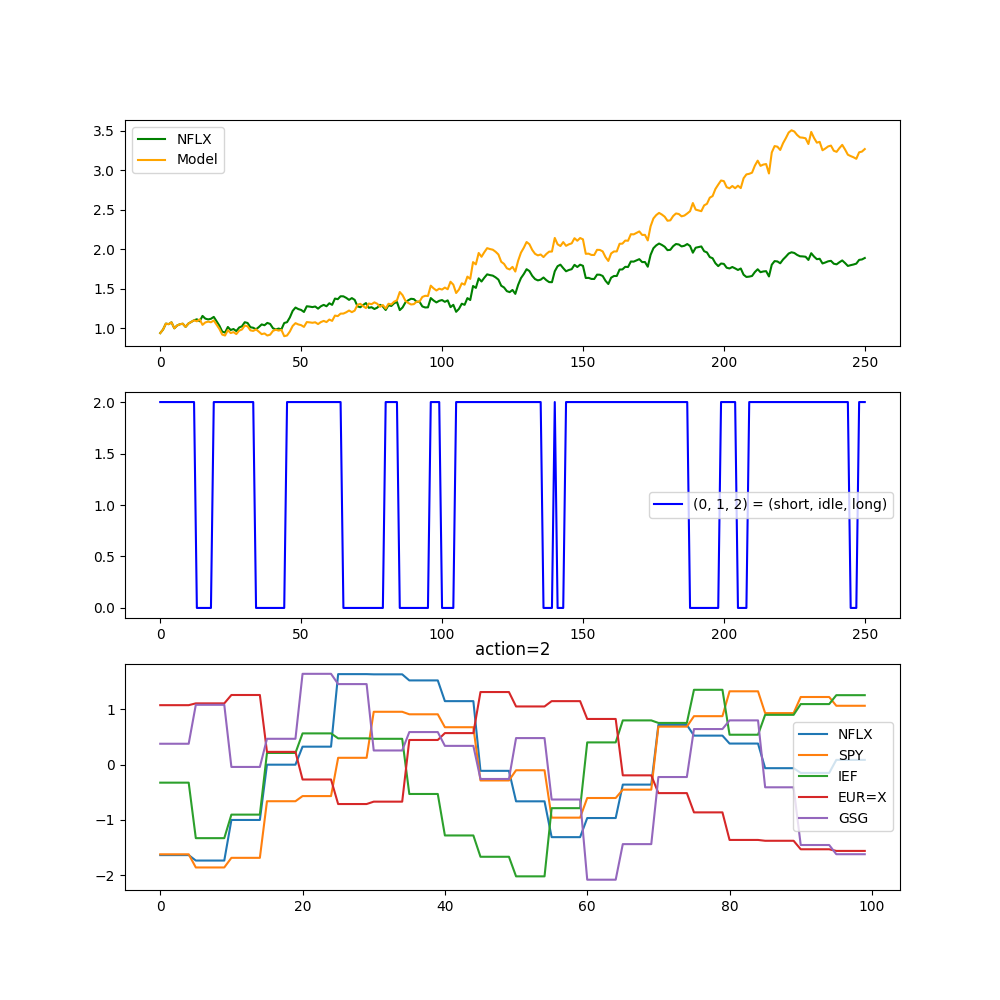 3.5
3.0
2.5
2.0
1.5
1.0
NFLX
Model
0 50 100 150 200 250
2.0
1.5
1.0
0.5
0.0
(0, 1, 2) = (short, idle, long)
0 50 100 150 200 250
action=2
1
0
−1
−2
NFLX
SPY
IEF
EUR=X
GSG
0 20 40 60 80 100